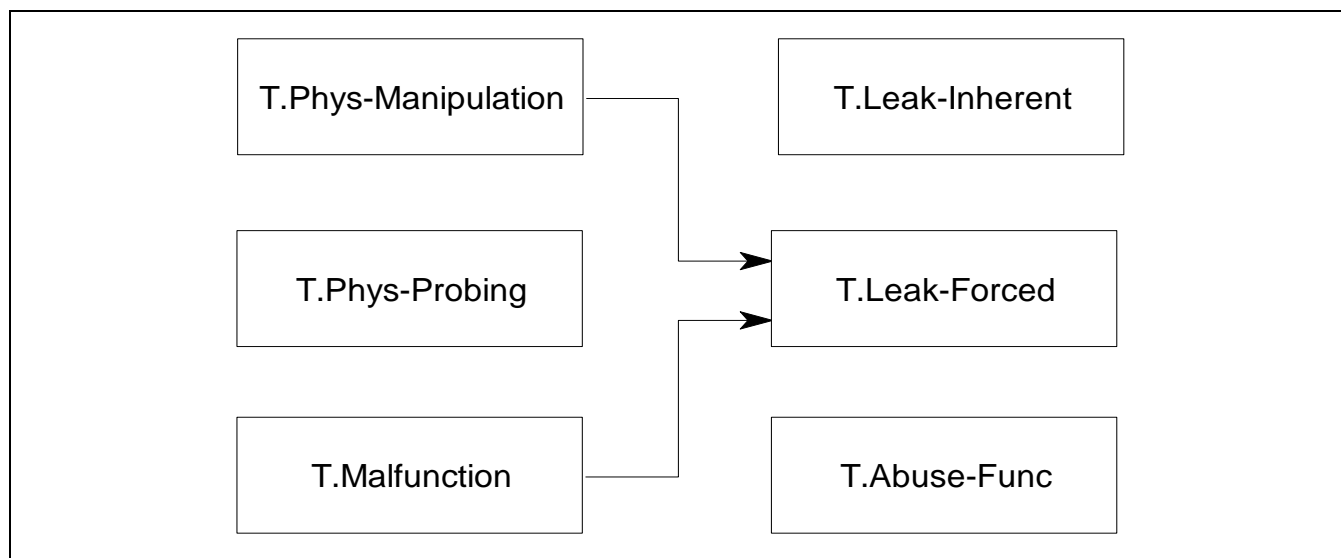 T.Phys-Manipulation
T.Leak-Inherent
T.Phys-Probing
T.Leak-Forced
T.Malfunction
T.Abuse-Func